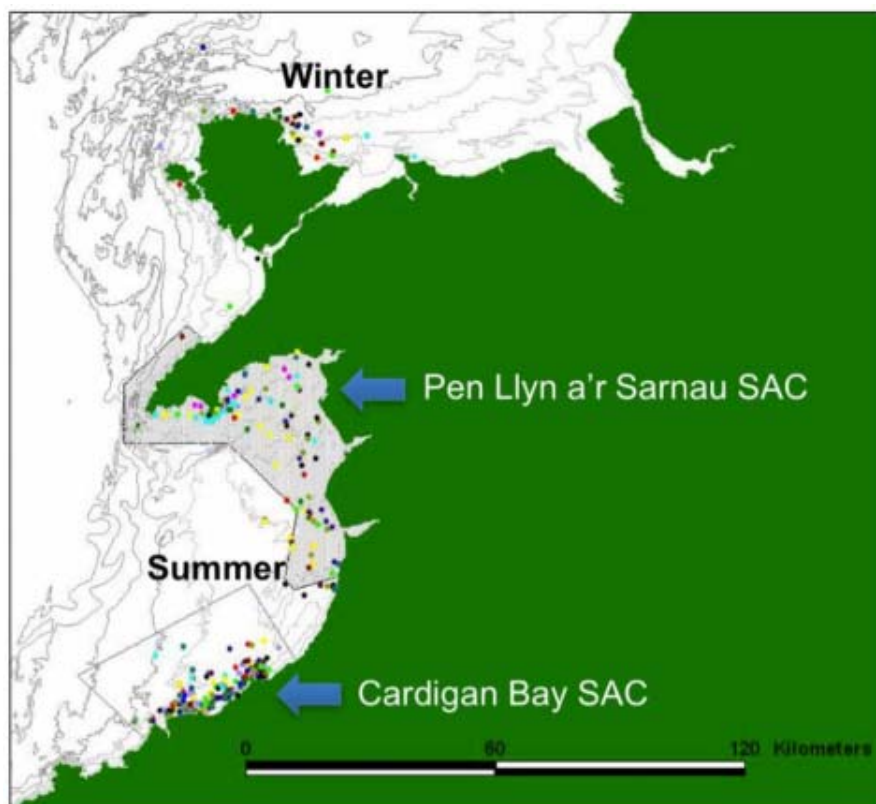 Winter
Pen Llyn a'r Sarnau SAC
Summer
Cardigan Bay SAC
0 60 120 Kilometers